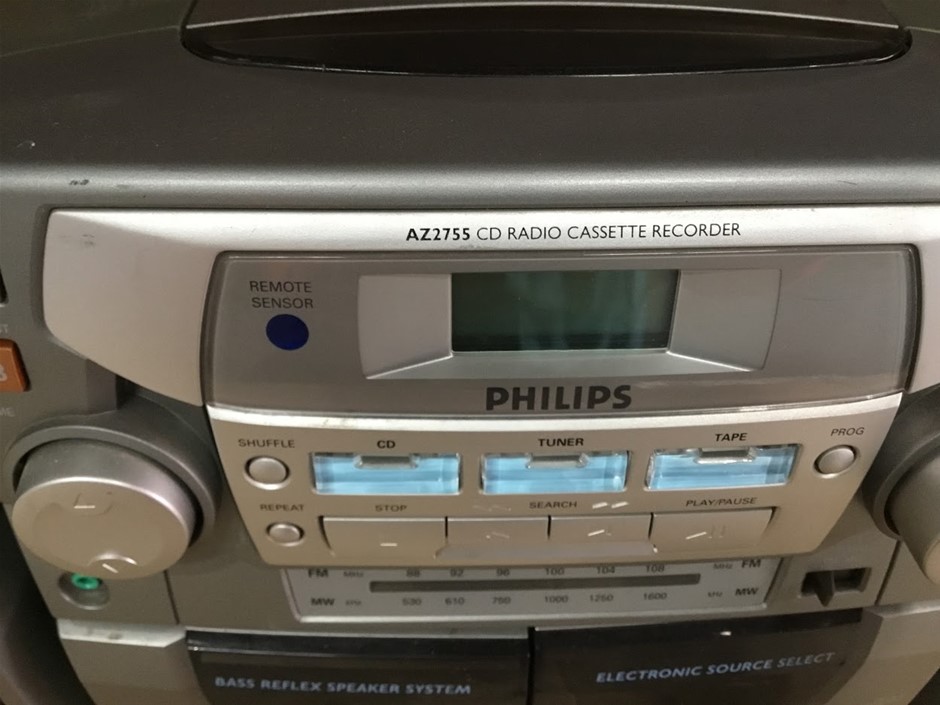 AZ2755 CD RADIO CASSETTE RECORDER
REMOTE
SENSOR
PHILIPS
SHUFFLE CD TUNER TAPE PROG
REPEAT STOP SEARCH PLAY/PAUSE
FM MHz 88 92 96 100 104 108 MHz FM
MW kHz 530 610 750 1000 1250 1600 kHz MW
BASS REFLEX SPEAKER SYSTEM
ELECTRONIC SOURCE SELECT